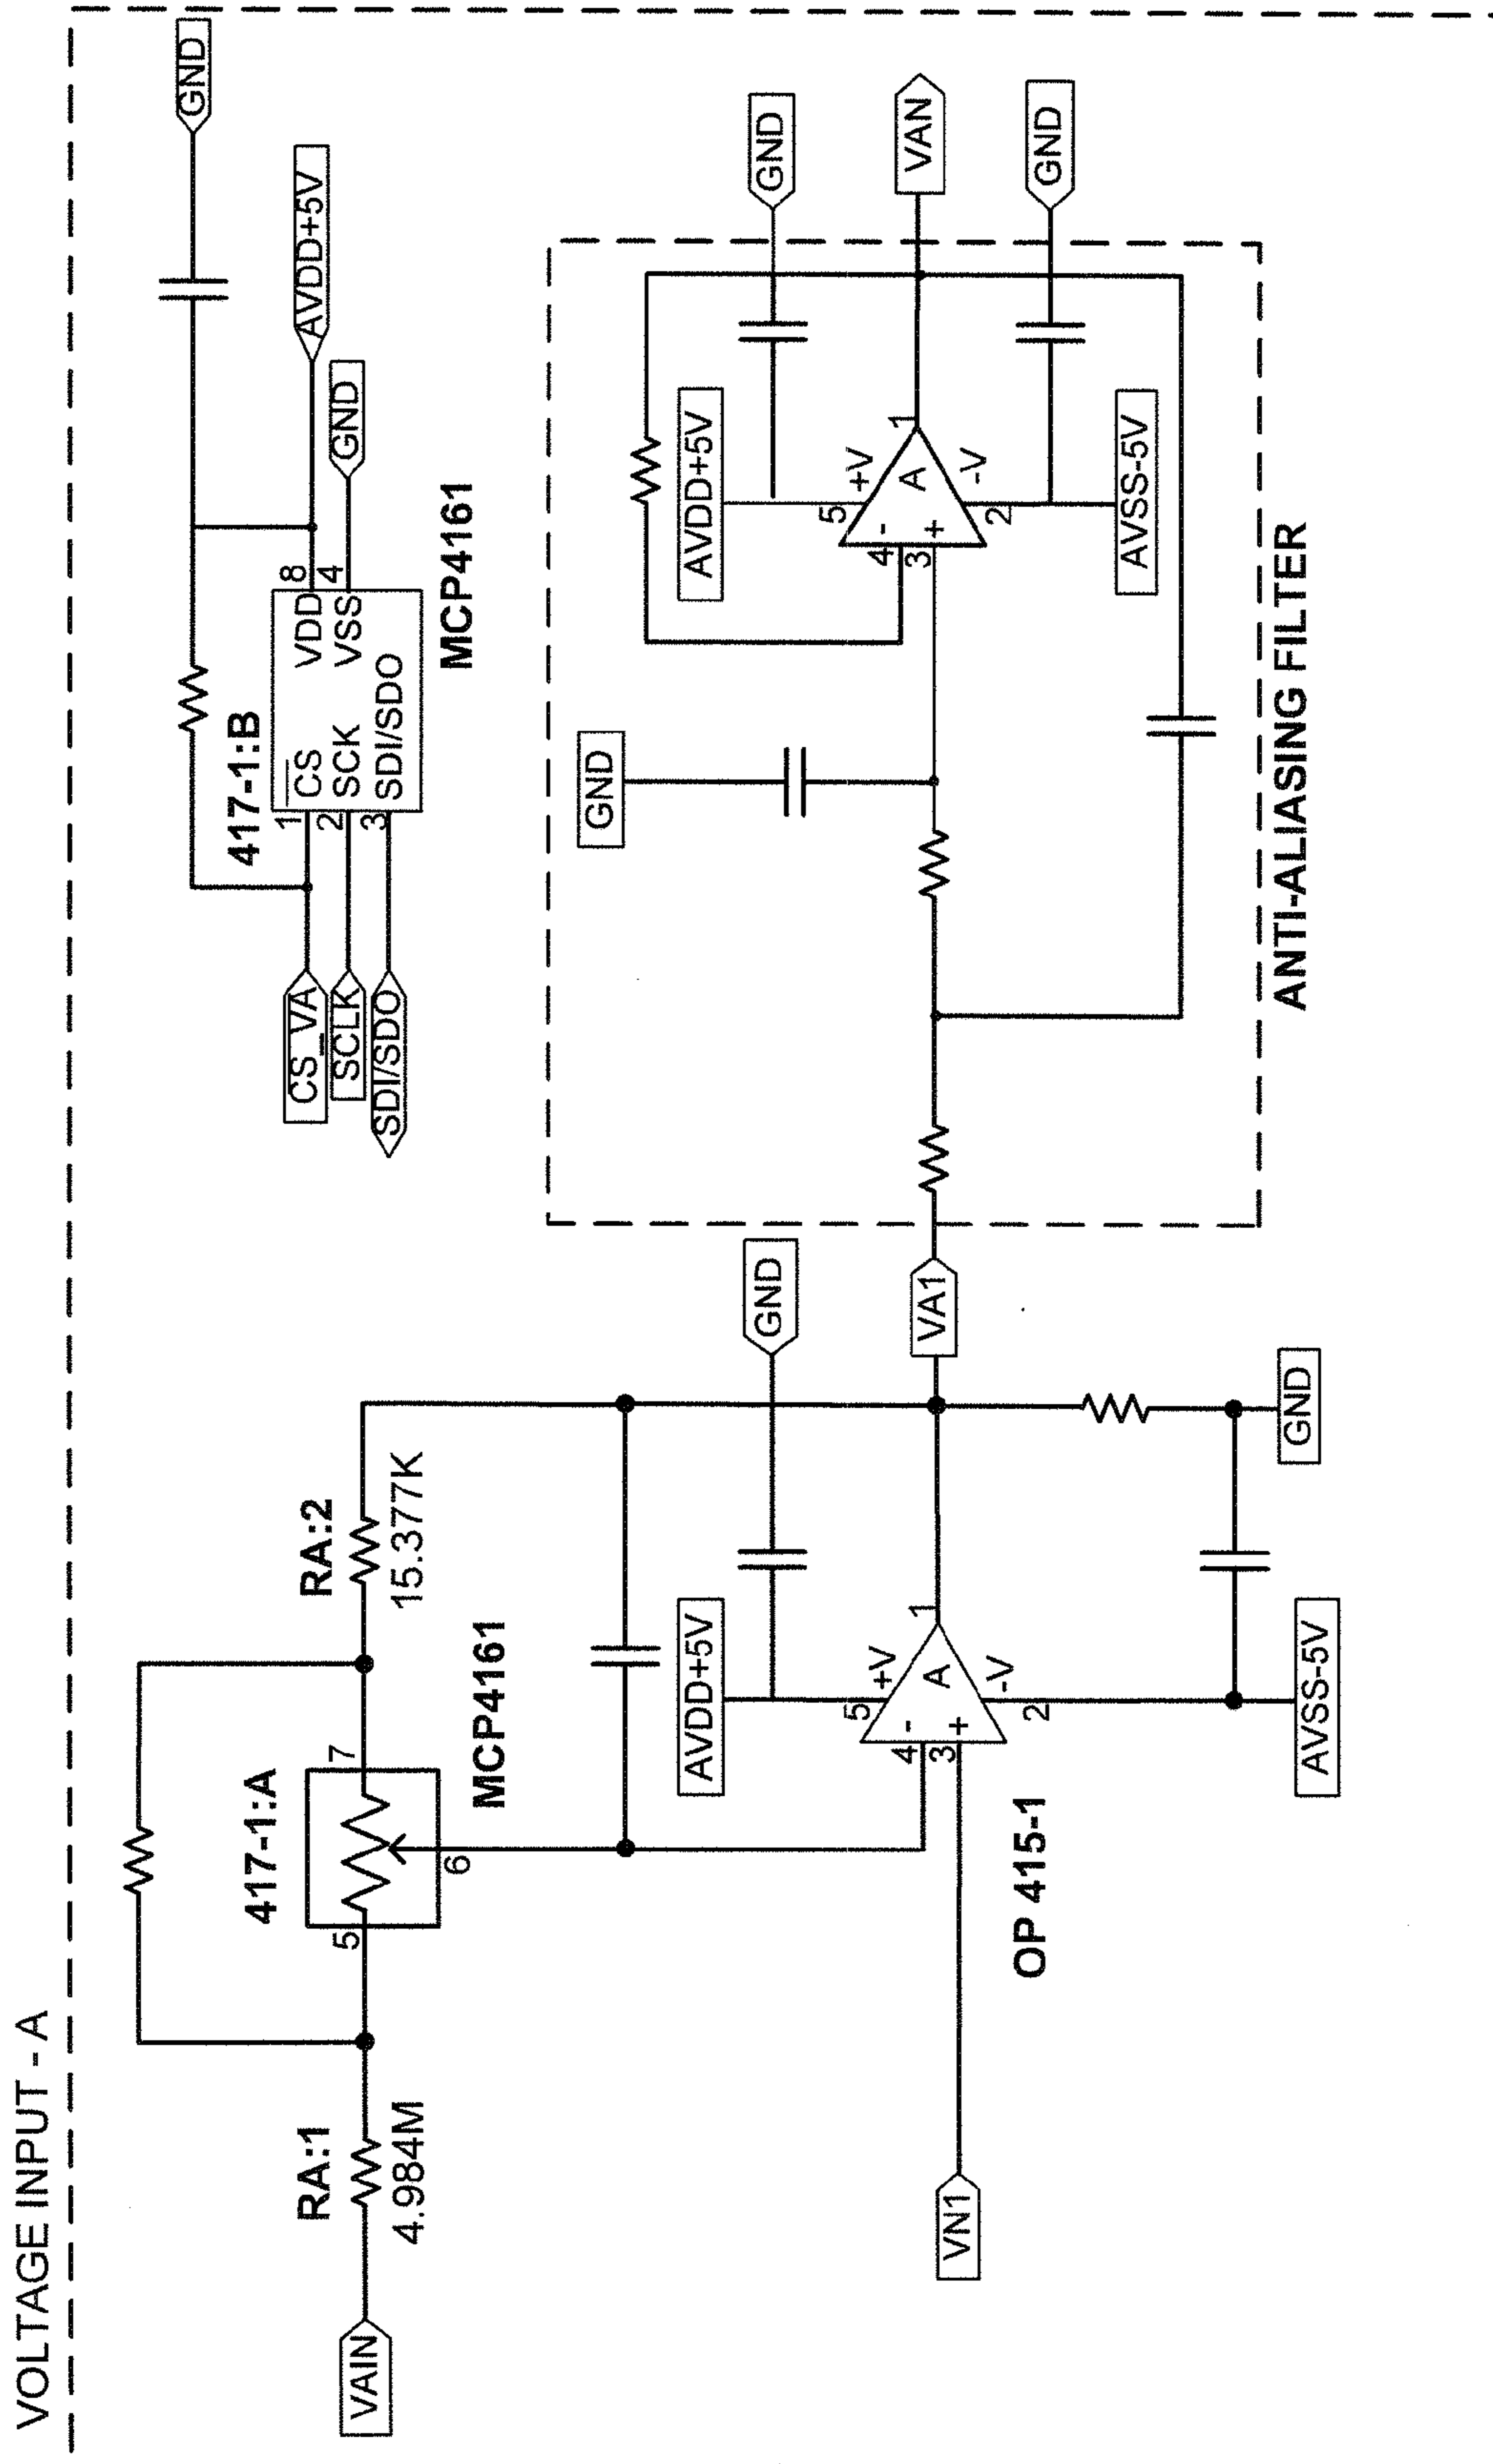 VOLTAGE INPUT - A
GND
AVDD+5V
GND
417-1:B
1
CS
VDD
8
2
SCK
VSS
4
3
SDI/SDO
CS_VA
SCLK
SDI/SDO
MCP4161
VAIN
RA:1
4.984M
417-1:A
5
7
6
MCP4161
RA:2
15.377K
AVDD+5V
GND
5
+V
4
-
A
1
3
+
-V
2
VN1
OP 415-1
VA1
AVSS-5V
GND
GND
AVDD+5V
GND
5
+V
4
-
A
1
3
+
-V
2
VAN
GND
AVSS-5V
ANTI-ALIASING FILTER